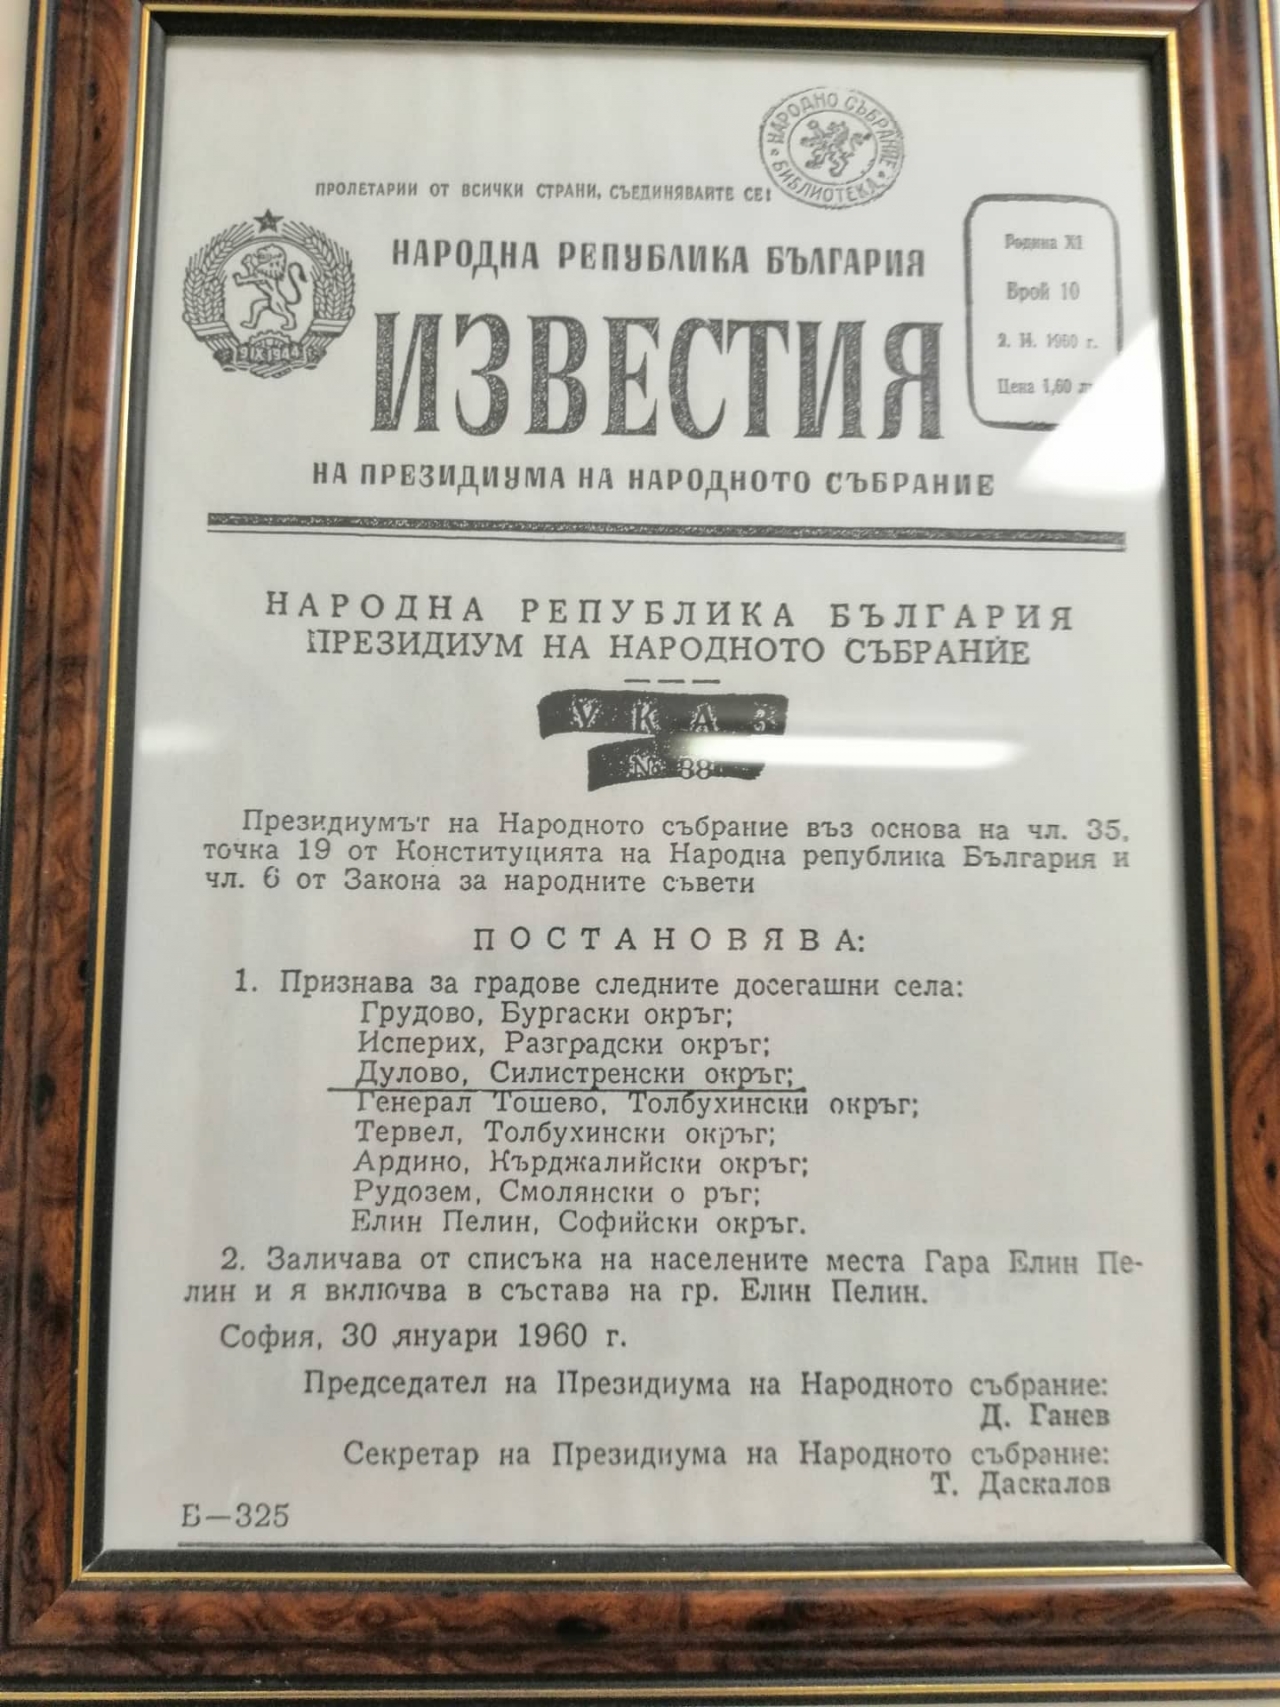 НАРОДНО СЪБРАНИЕ
БИБЛИОТЕКА
ПРОЛЕТАРИИ ОТ ВСИЧКИ СТРАНИ, СЪЕДИНЯВАЙТЕ СЕ!
НАРОДНА РЕПУБЛИКА БЪЛГАРИЯ
ИЗВЕСТИЯ
НА ПРЕЗИДИУМА НА НАРОДНОТО СЪБРАНИЕ
9 IX 1944
Година XI
Брой 10
2. II. 1960 г.
Цена 1,60
НАРОДНА РЕПУБЛИКА БЪЛГАРИЯ
ПРЕЗИДИУМ НА НАРОДНОТО СЪБРАНИЕ
УКАЗ
№ 38
Президиумът на Народното събрание въз основа на чл. 35,
точка 19 от Конституцията на Народна република България и
чл. 6 от Закона за народните съвети
ПОСТАНОВЯВА:
1. Признава за градове следните досегашни села:
Грудово, Бургаски окръг;
Исперих, Разградски окръг;
Дулово, Силистренски окръг;
Генерал Тошево, Толбухински окръг;
Тервел, Толбухински окръг;
Ардино, Кърджалийски окръг;
Рудозем, Смолянски о ръг;
Елин Пелин, Софийски окръг.
2. Заличава от списъка на населените места Гара Елин Пе-
лин и я включва в състава на гр. Елин Пелин.
София, 30 януари 1960 г.
Председател на Президиума на Народното събрание:
Д. Ганев
Секретар на Президиума на Народното събрание:
Т. Даскалов
Б—325